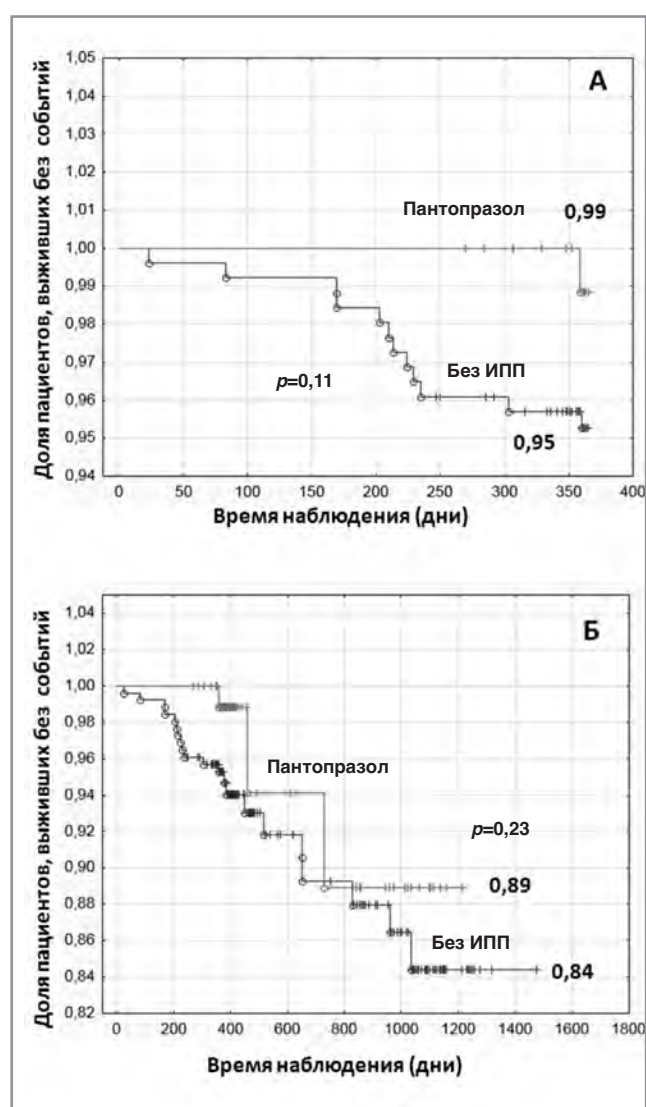 А
Доля пациентов, выживших без событий
1,05
1,04
1,03
1,02
1,01
1,00
0,99
0,98
0,97
0,96
0,95
0,94
Пантопразол
0,99
Без ИПП
p=0,11
0,95
0 50 100 150 200 250 300 350 400
Время наблюдения (дни)
Б
Доля пациентов, выживших без событий
1,04
1,02
1,00
0,98
0,96
0,94
0,92
0,90
0,88
0,86
0,84
0,82
Пантопразол
p=0,23
0,89
Без ИПП
0,84
0 200 400 600 800 1000 1200 1400 1600 1800
Время наблюдения (дни)